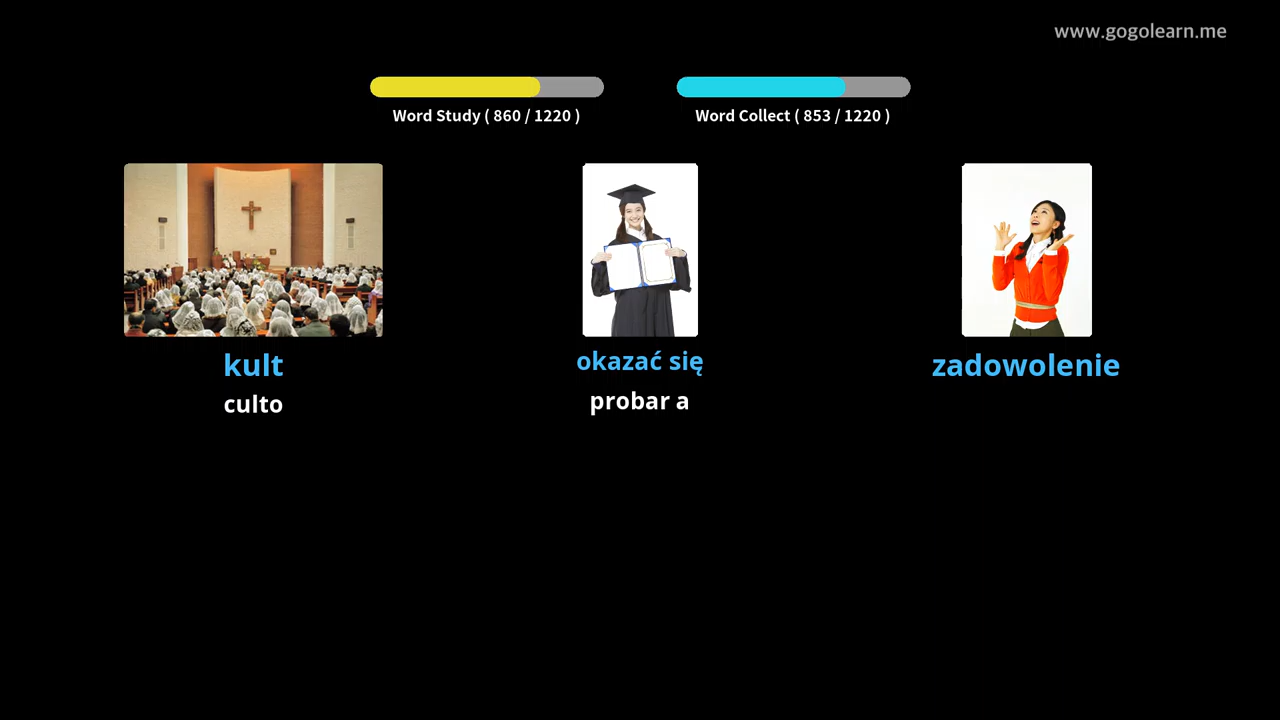 www.gogolearn.me
Word Study ( 860 / 1220 )
Word Collect ( 853 / 1220 )
kult
culto
okazać się
probar a
zadowolenie